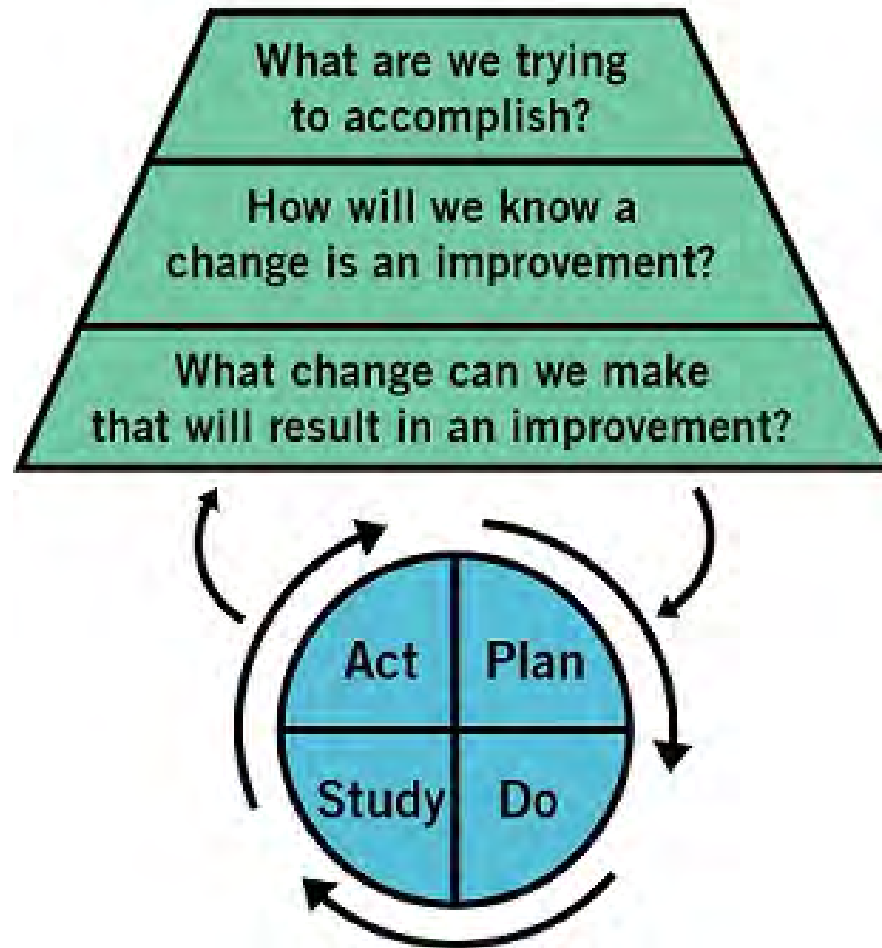 What are we trying
to accomplish?
How will we know a
change is an improvement?
What change can we make
that will result in an improvement?
Act
Plan
Study
Do